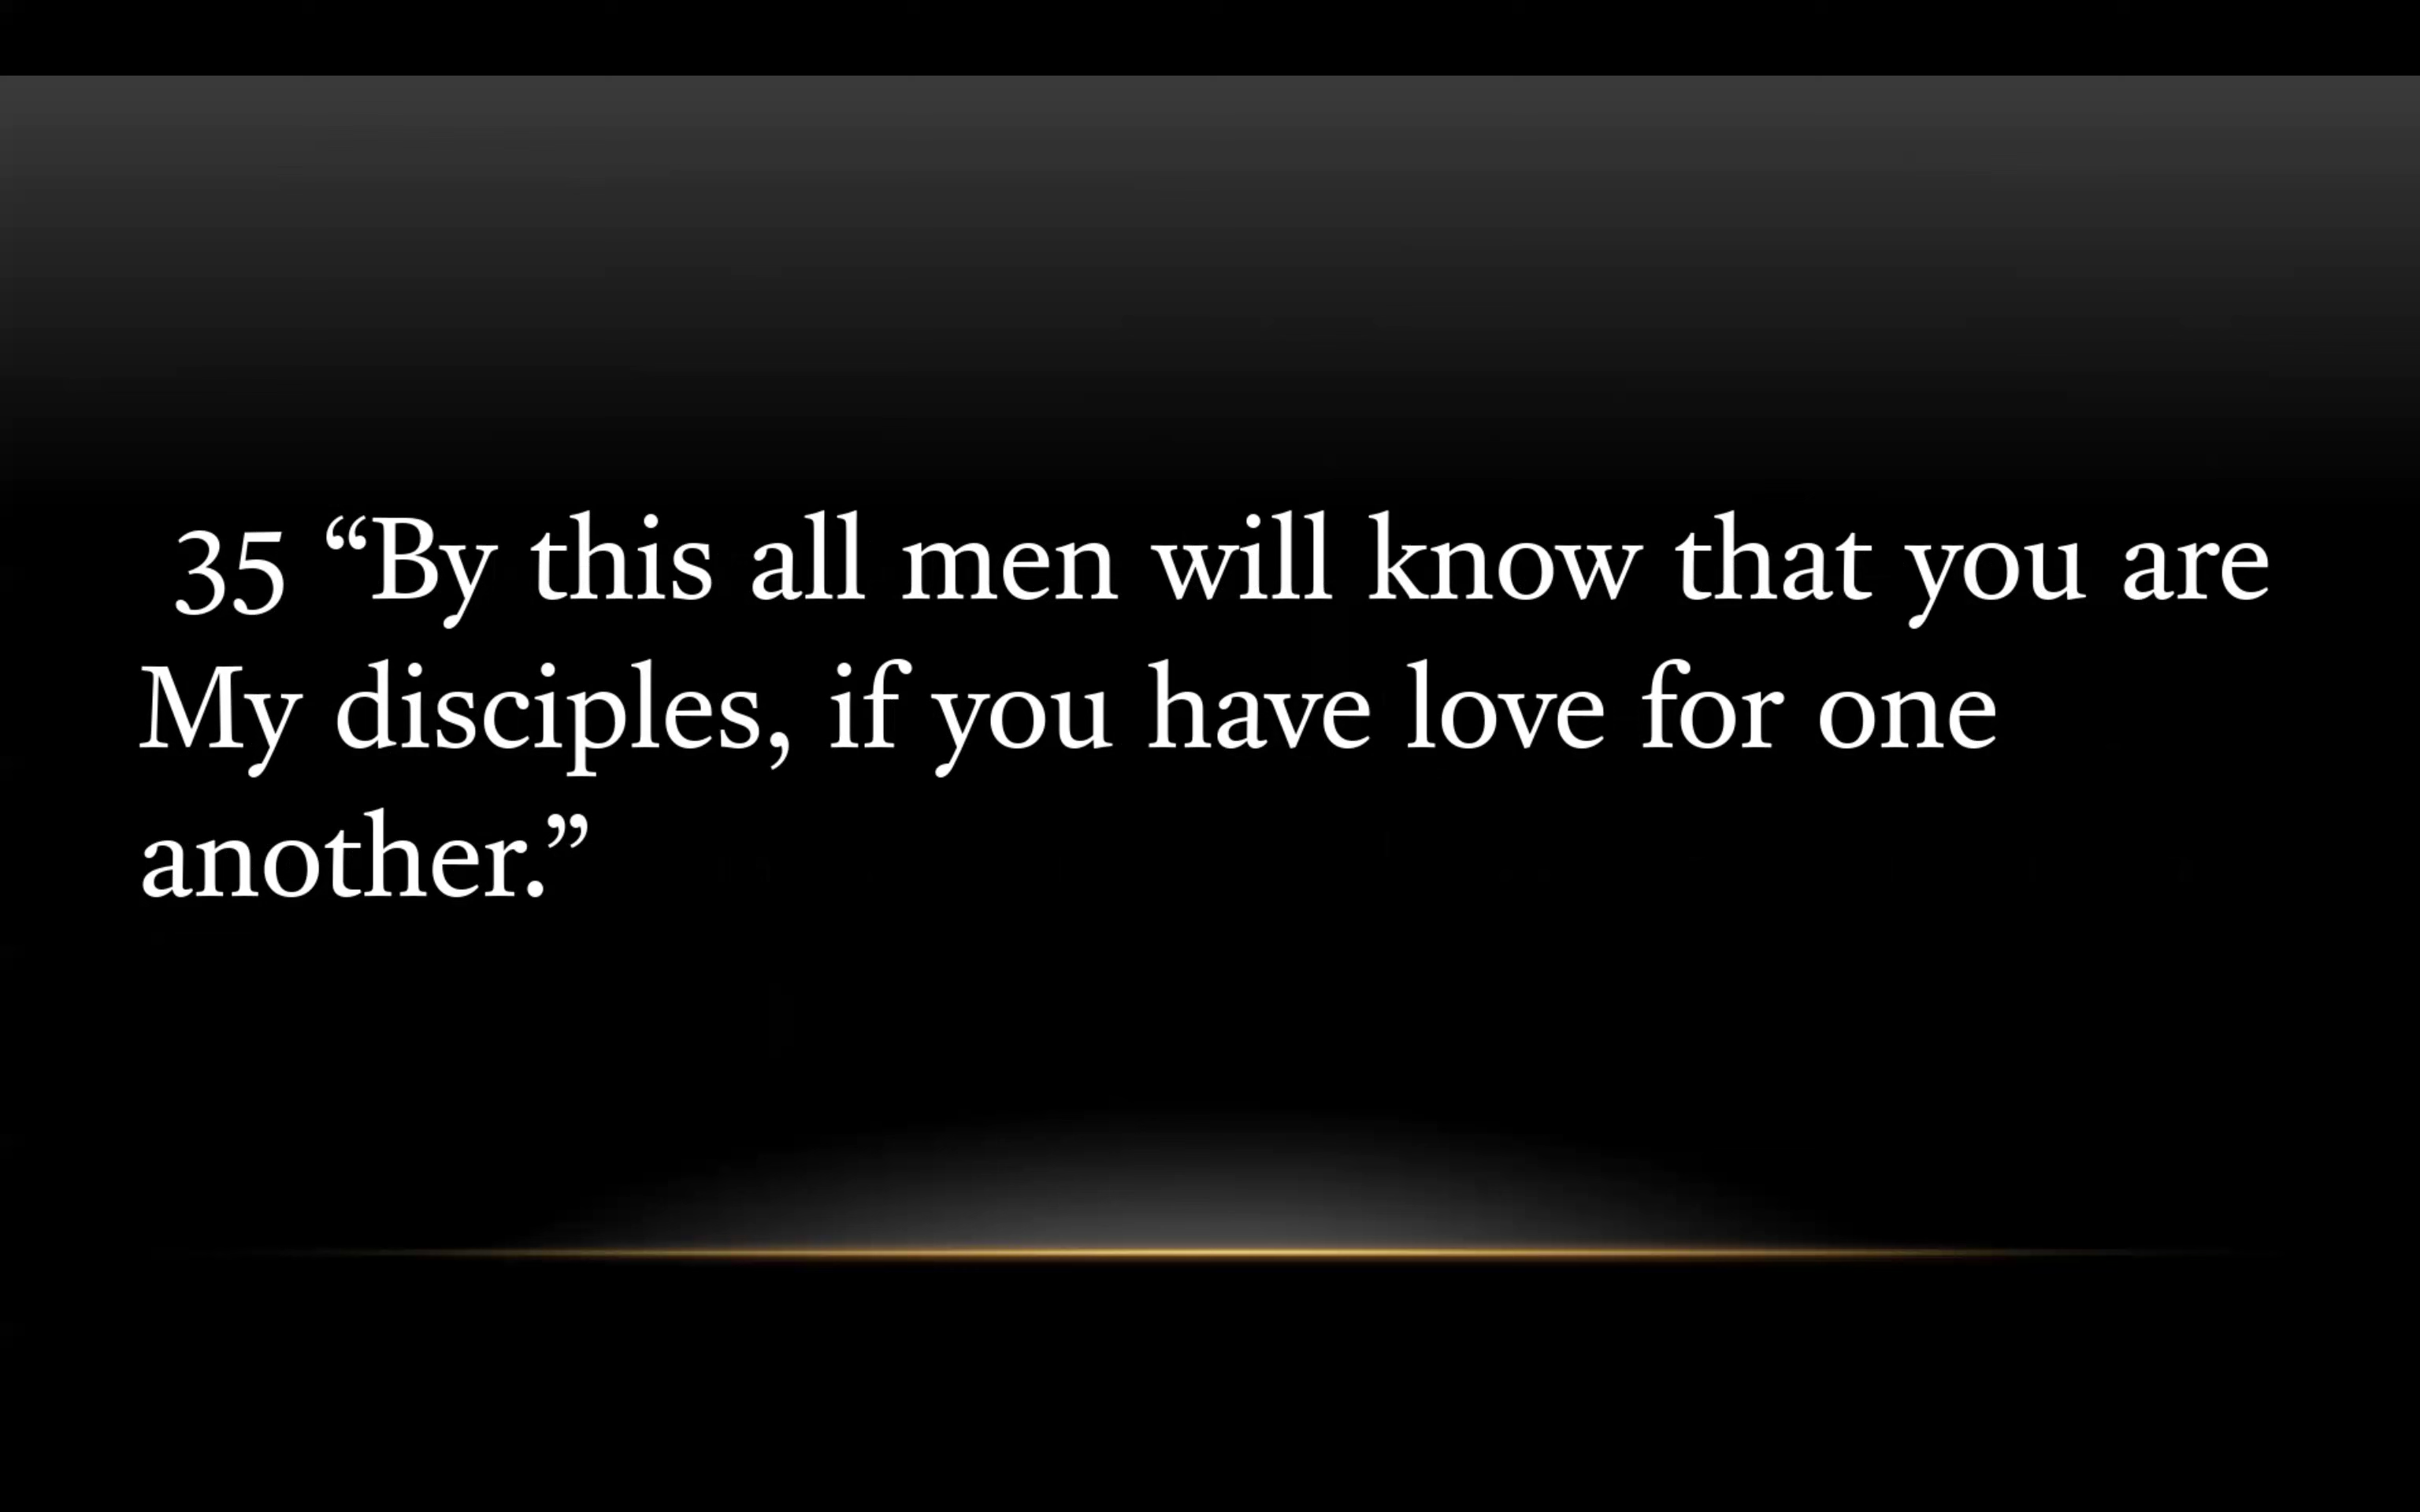 35 “By this all men will know that you are
My disciples, if you have love for one
another.”